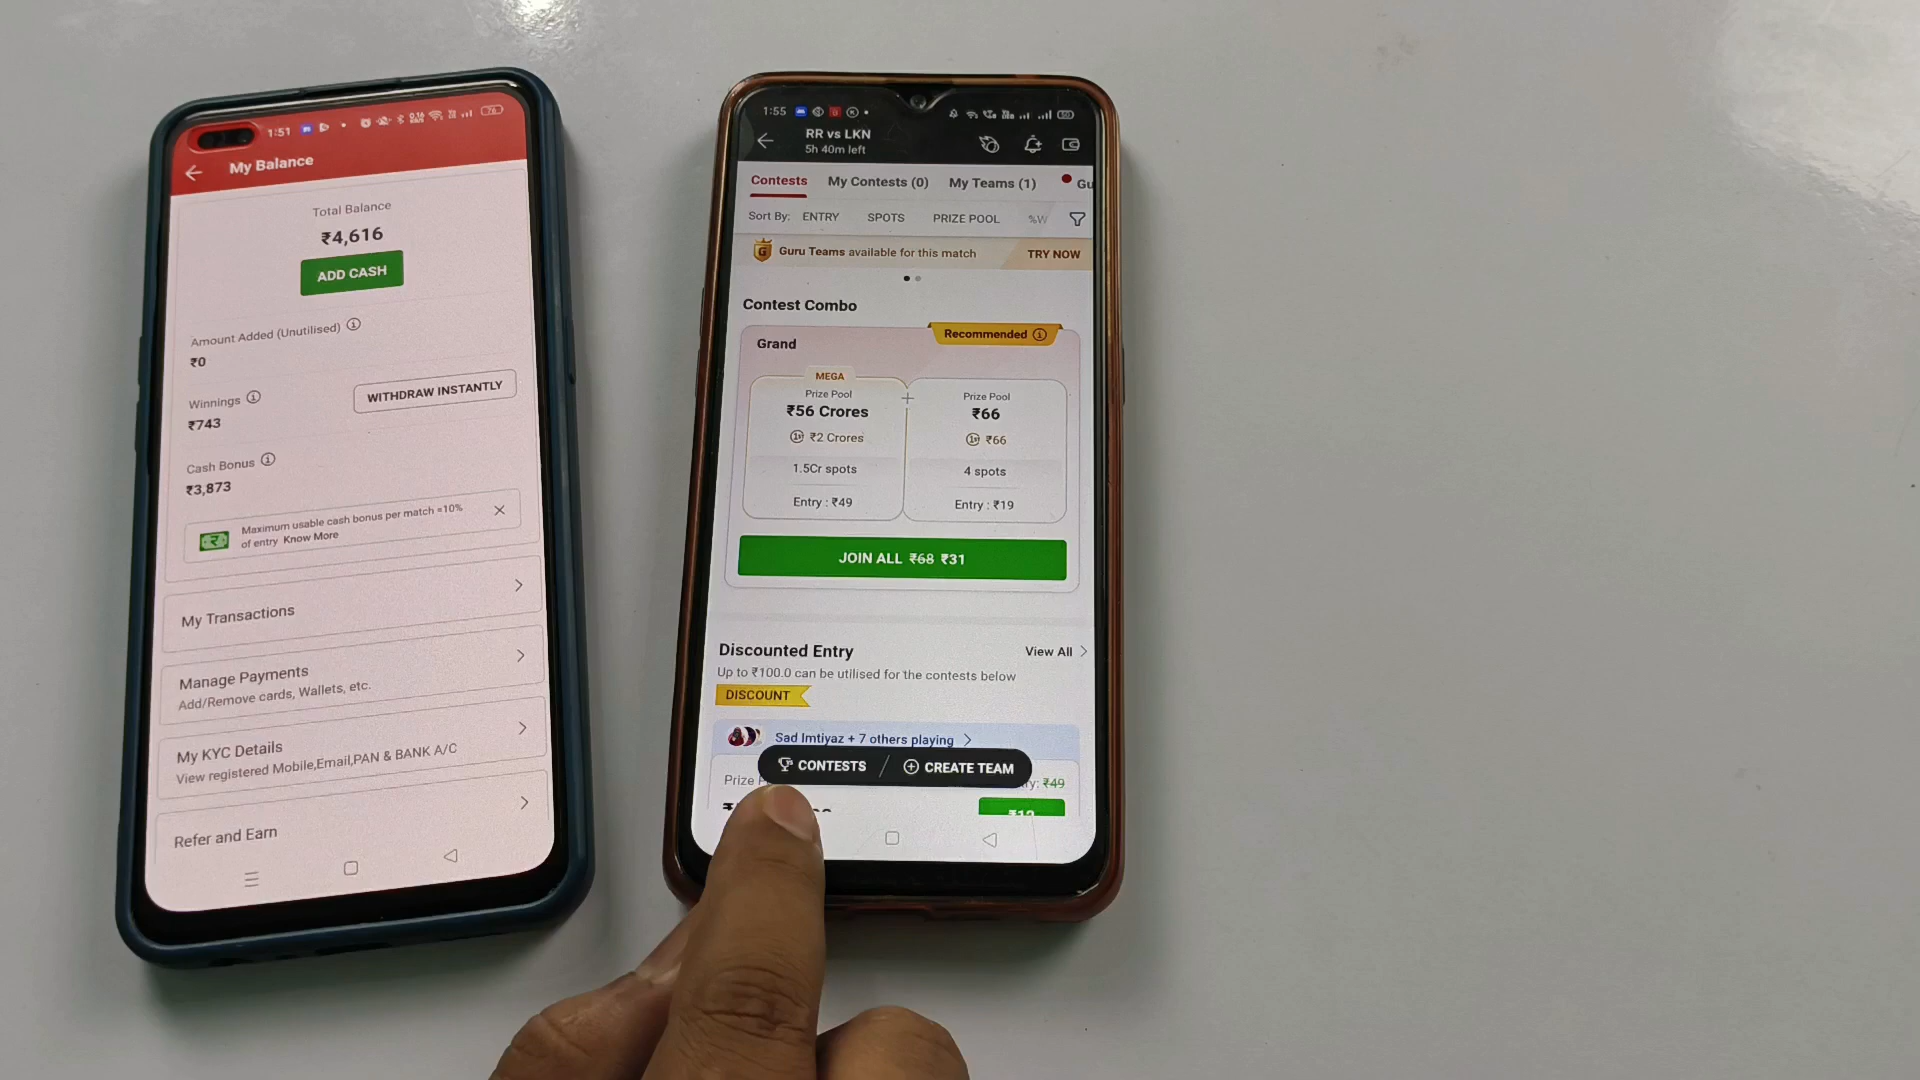 1:51
76
My Balance
Total Balance
₹4,616
ADD CASH
Amount Added (Unutilised)
₹0
Winnings
₹743
WITHDRAW INSTANTLY
Cash Bonus
₹3,873
Maximum usable cash bonus per match =10%
of entry Know More
My Transactions
Manage Payments
Add/Remove cards, Wallets, etc.
My KYC Details
View registered Mobile,Email,PAN & BANK A/C
Refer and Earn
1:55
RR vs LKN
5h 40m left
Contests My Contests (0) My Teams (1) Gu
Sort By: ENTRY SPOTS PRIZE POOL %W
Guru Teams available for this match TRY NOW
Contest Combo
Recommended
Grand
MEGA
Prize Pool
₹56 Crores
1st ₹2 Crores
1.5Cr spots
Entry : ₹49
+
Prize Pool
₹66
1st ₹66
4 spots
Entry : ₹19
JOIN ALL ₹68 ₹31
Discounted Entry View All
Up to ₹100.0 can be utilised for the contests below
DISCOUNT
Sad Imtiyaz + 7 others playing
CONTESTS CREATE TEAM
Prize ₹49